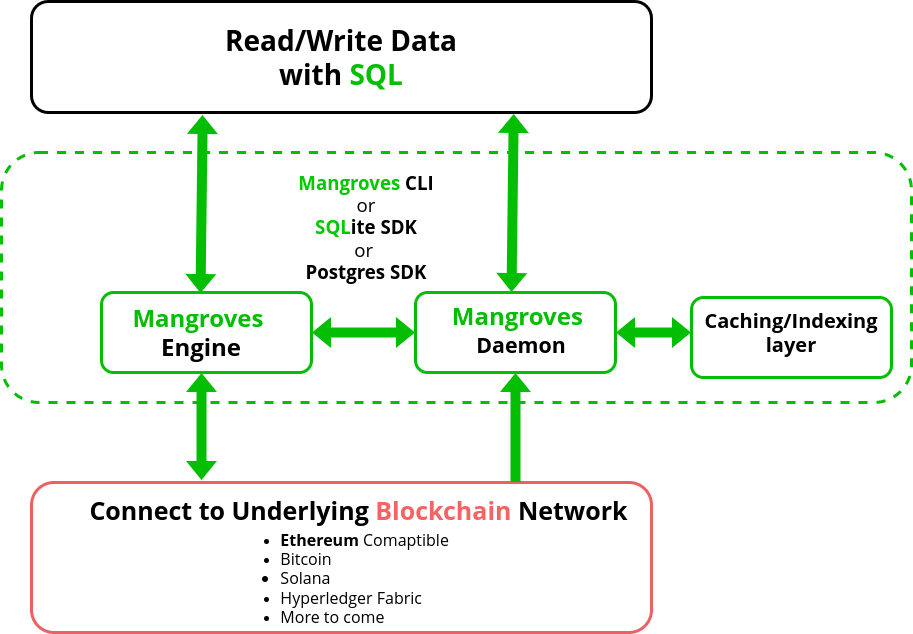 Read/Write Data
with SQL
Mangroves CLI
or
SQLite SDK
or
Postgres SDK
Mangroves
Engine
Mangroves
Daemon
Caching/Indexing
layer
Connect to Underlying Blockchain Network
• Ethereum Comaptible
• Bitcoin
• Solana
• Hyperledger Fabric
• More to come